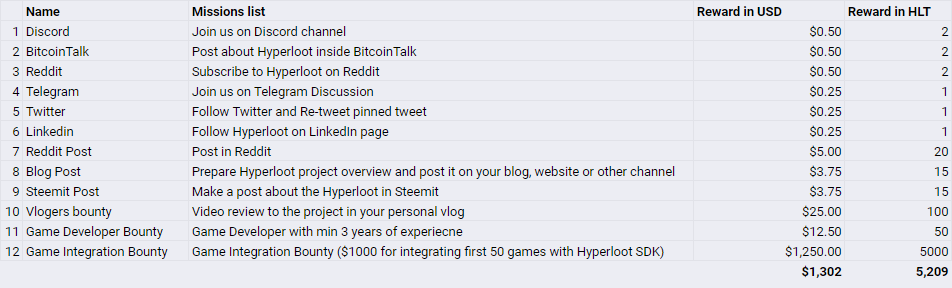 Name Missions list Reward in USD Reward in HLT
1 Discord Join us on Discord channel $0.50 2
2 BitcoinTalk Post about Hyperloot inside BitcoinTalk $0.50 2
3 Reddit Subscribe to Hyperloot on Reddit $0.50 2
4 Telegram Join us on Telegram Discussion $0.25 1
5 Twitter Follow Twitter and Re-tweet pinned tweet $0.25 1
6 Linkedin Follow Hyperloot on LinkedIn page $0.25 1
7 Reddit Post Post in Reddit $5.00 20
8 Blog Post Prepare Hyperloot project overview and post it on your blog, website or other channel $3.75 15
9 Steemit Post Make a post about the Hyperloot in Steemit $3.75 15
10 Vlogers bounty Video review to the project in your personal vlog $25.00 100
11 Game Developer Bounty Game Developer with min 3 years of experiecne $12.50 50
12 Game Integration Bounty Game Integration Bounty ($1000 for integrating first 50 games with Hyperloot SDK) $1,250.00 5000
$1,302 5,209